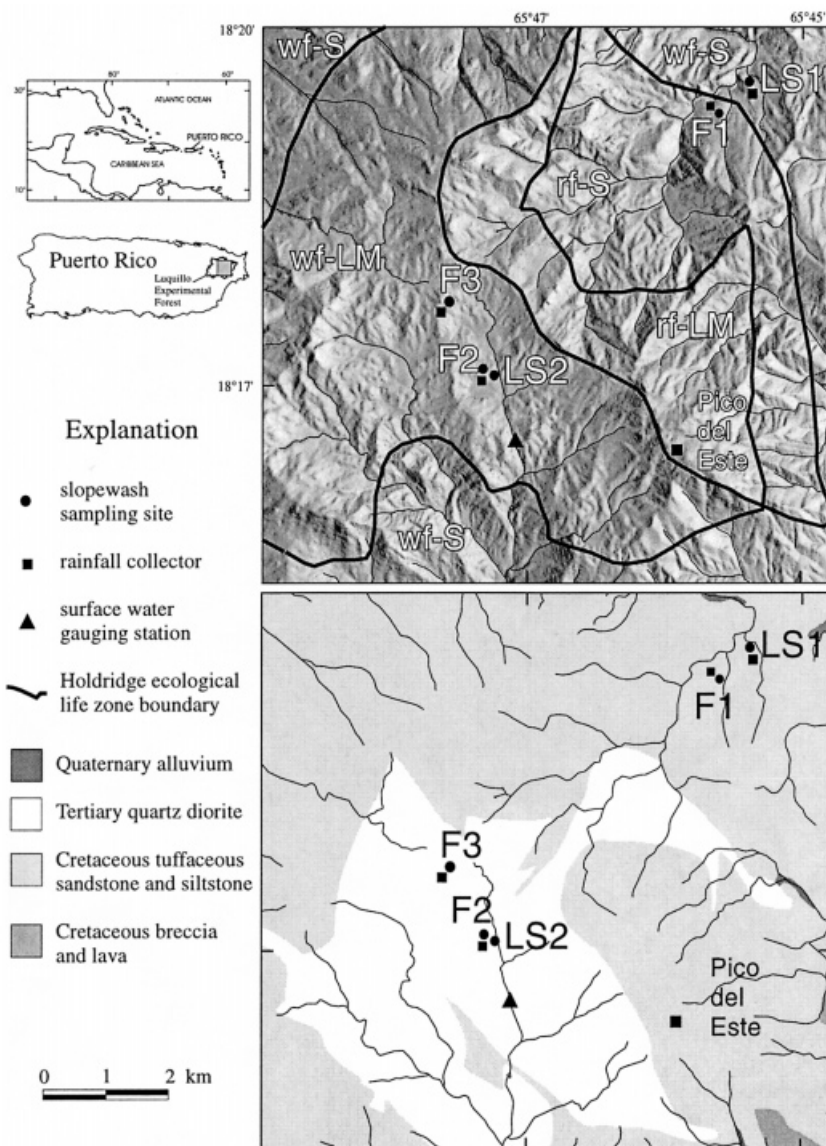 65°47'
65°45'
18°20'
wf-S
wf-S
LS1
F1
rf-S
wf-LM
F3
rf-LM
F2
LS2
18°17'
Pico
del
Este
wf-S
80°
60°
30°
ATLANTIC OCEAN
PUERTO RICO
CARIBBEAN SEA
10°
Puerto Rico
Luquillo
Experimental
Forest
Explanation
slopewash
sampling site
rainfall collector
surface water
gauging station
Holdridge ecological
life zone boundary
Quaternary alluvium
Tertiary quartz diorite
Cretaceous tuffaceous
sandstone and siltstone
Cretaceous breccia
and lava
0 1 2 km
LS1
F1
F3
F2
LS2
Pico
del
Este